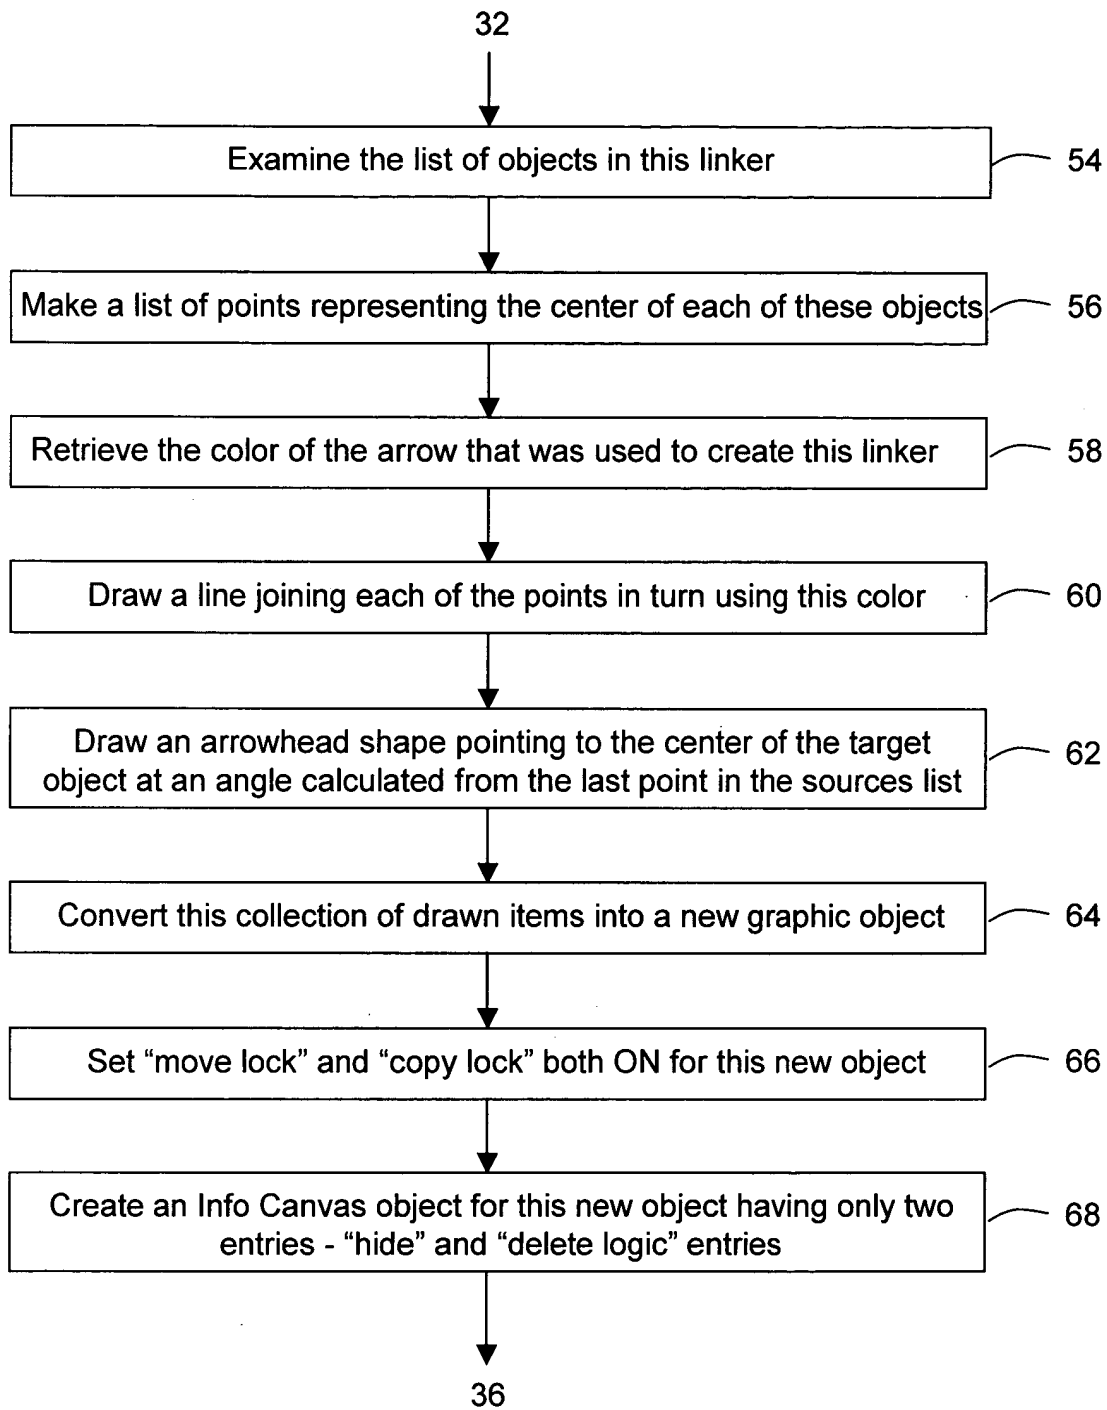 32
Examine the list of objects in this linker
54
Make a list of points representing the center of each of these objects
56
Retrieve the color of the arrow that was used to create this linker
58
Draw a line joining each of the points in turn using this color
60
Draw an arrowhead shape pointing to the center of the target
object at an angle calculated from the last point in the sources list
62
Convert this collection of drawn items into a new graphic object
64
Set “move lock” and “copy lock” both ON for this new object
66
Create an Info Canvas object for this new object having only two
entries - “hide” and “delete logic” entries
68
36